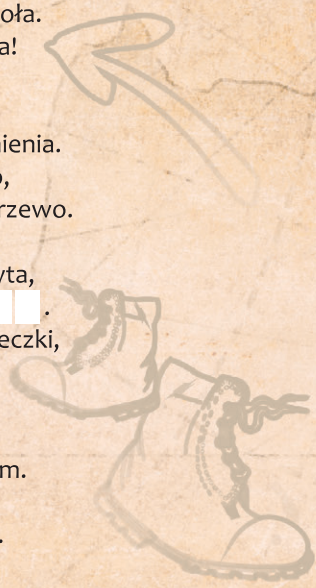 oła.
a!
ienia.
o,
rzewo.
yta,
.
eczki,
m.
.